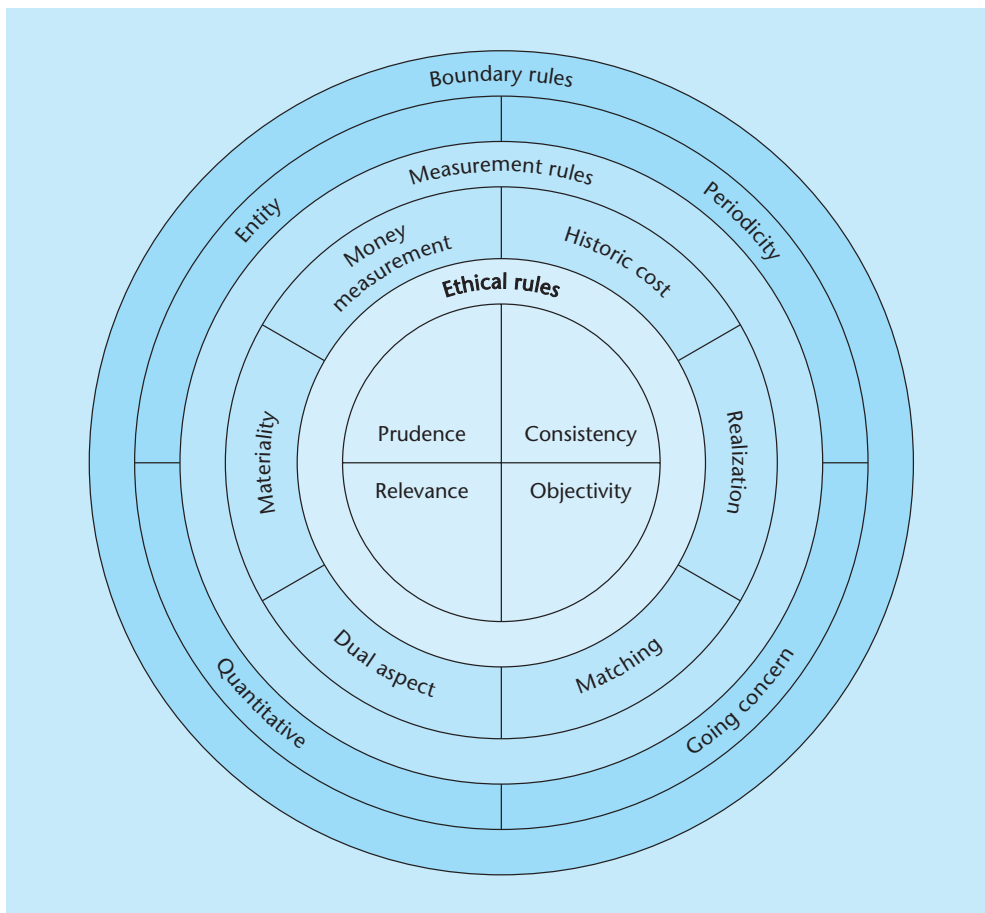 Boundary rules
Entity
Periodicity
Measurement rules
Money
measurement
Historic cost
Ethical rules
Materiality
Realization
Prudence
Consistency
Relevance
Objectivity
Dual aspect
Matching
Quantitative
Going concern